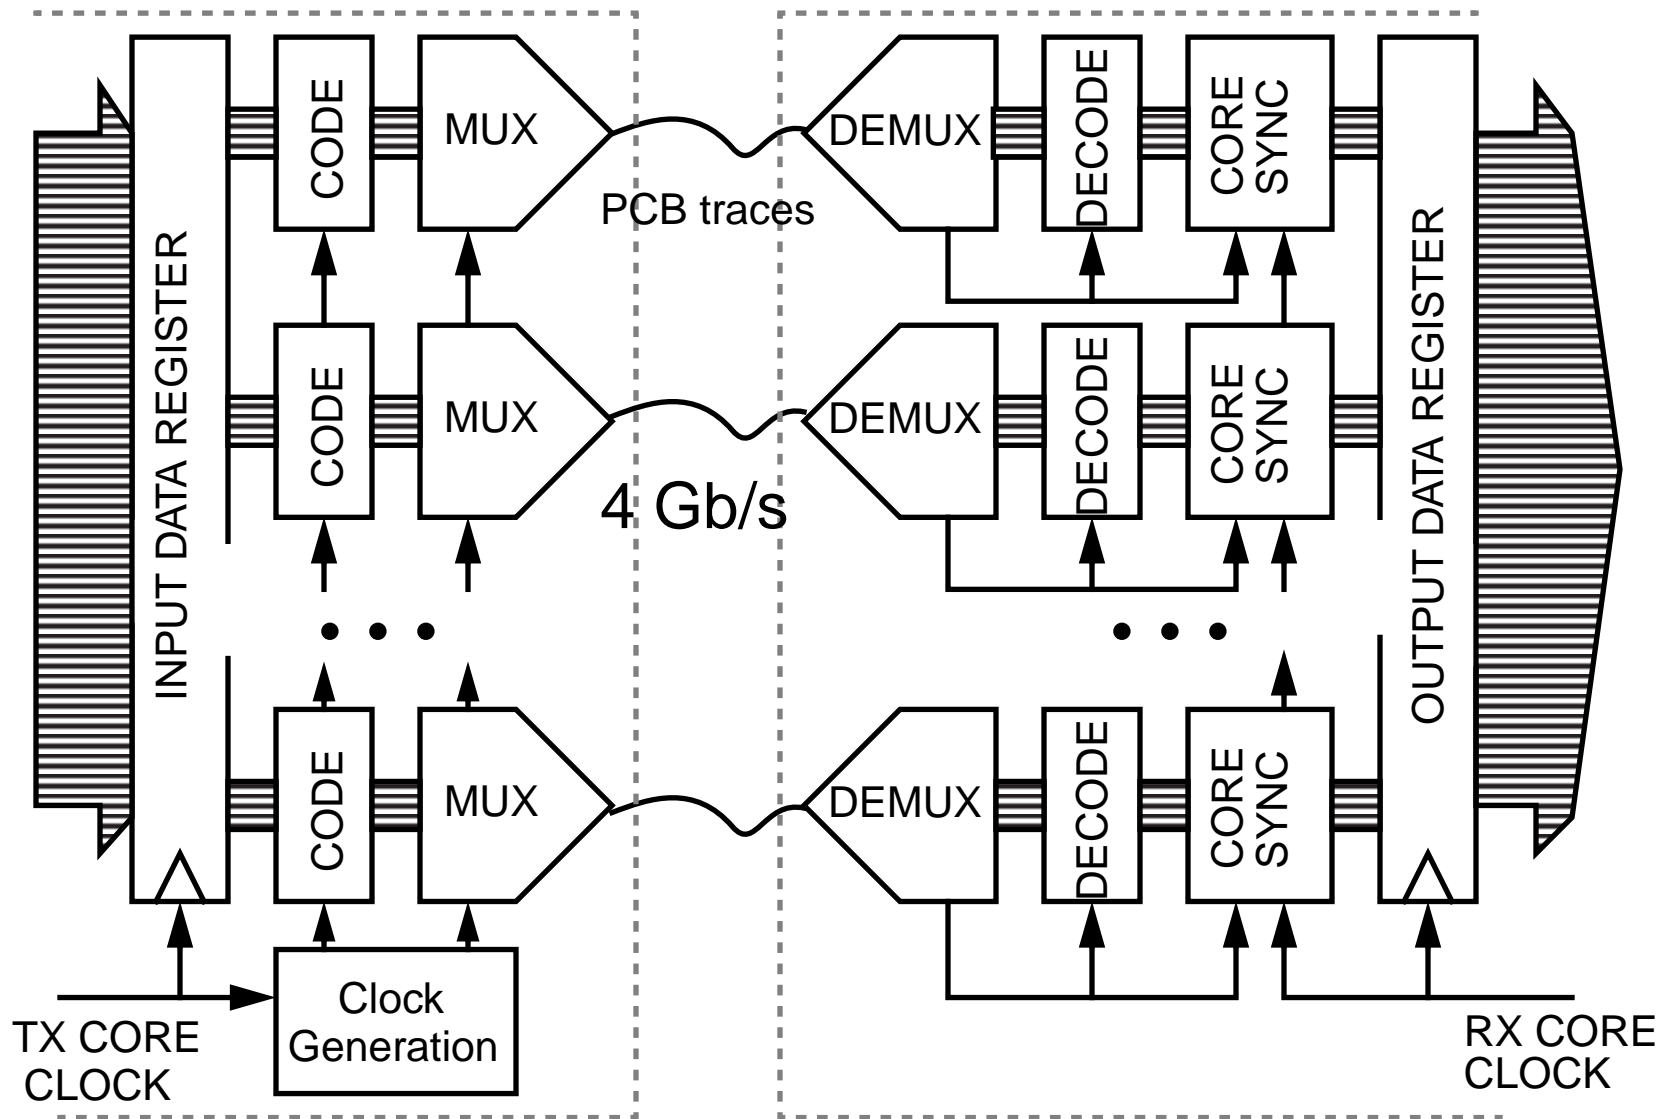 INPUT DATA REGISTER
CODE
MUX
DEMUX
DECODE
CORE
SYNC
OUTPUT DATA REGISTER
PCB traces
CODE
MUX
DEMUX
DECODE
CORE
SYNC
4 Gb/s
CODE
MUX
DEMUX
DECODE
CORE
SYNC
Clock
Generation
TX CORE
CLOCK
RX CORE
CLOCK